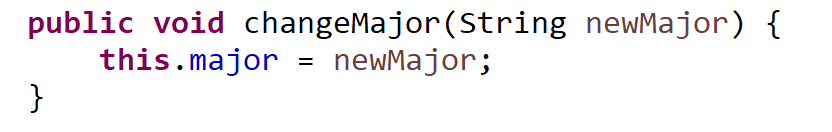 public void changeMajor(String newMajor) {
    this.major = newMajor;
}